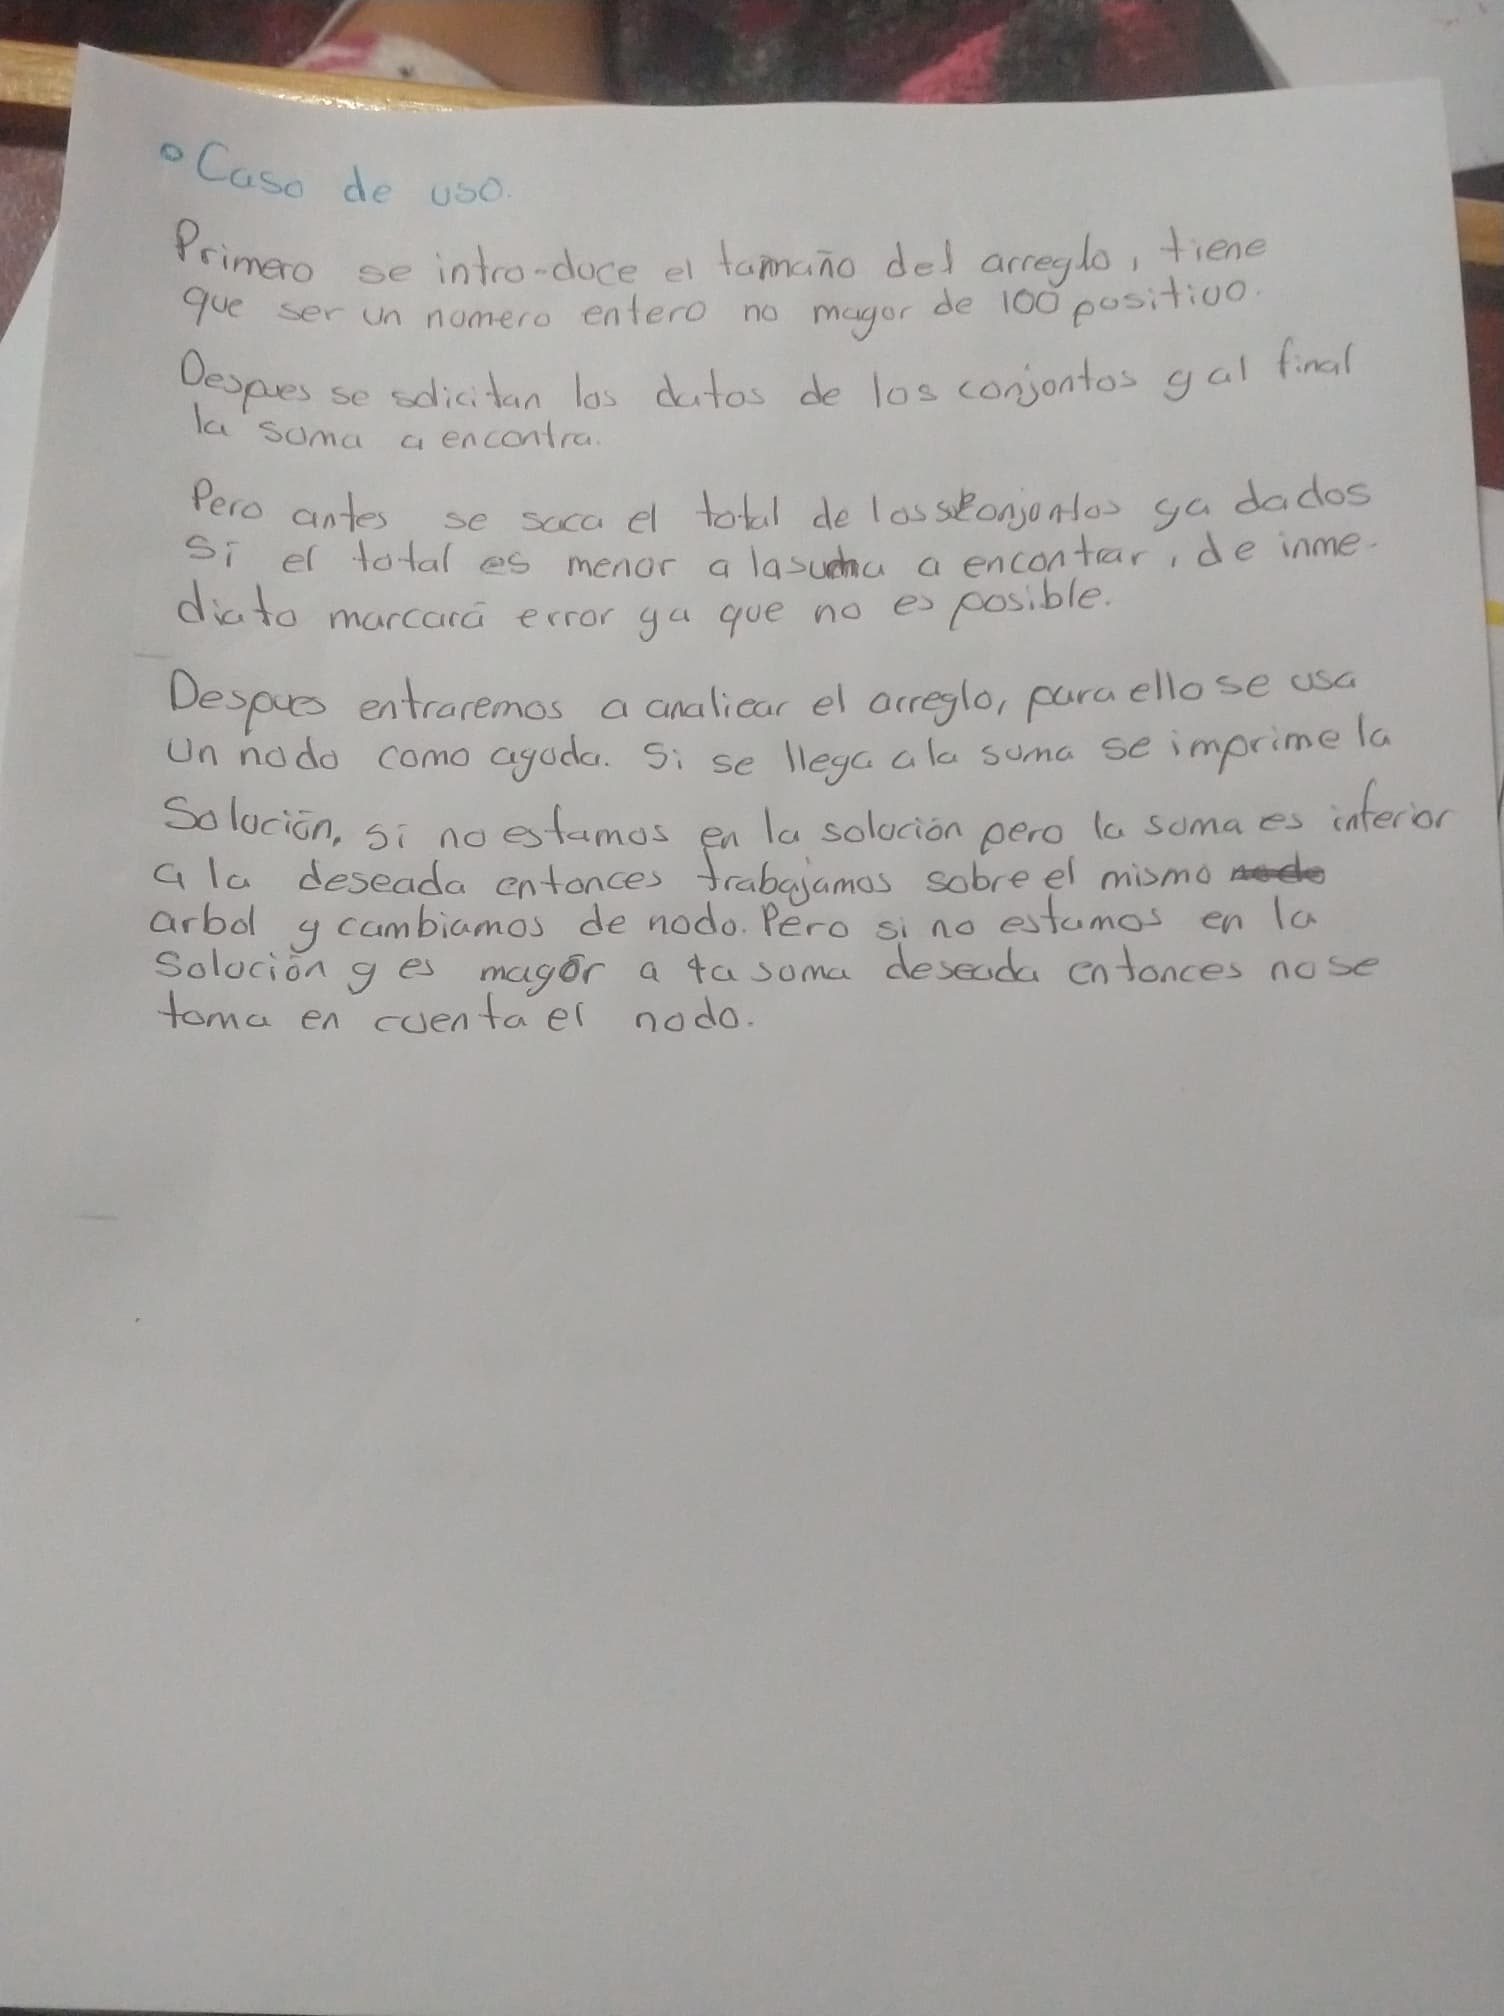 ° Caso de uso.
Primero se intro-duce el tamaño del arreglo, tiene
que ser un numero entero no mayor de 100 positivo.
Despues se solicitan los datos de los conjuntos y al final
la suma a encontra.
Pero antes se saca el total de los conjuntos ya dados
Si el total es menor a la suma a encontrar, de inme-
diato marcará error ya que no es posible.
Despues entraremos a analicar el arreglo, para ello se usa
un nodo como ayuda. Si se llega a la suma se imprime la
Solución, si no estamos en la solución pero la suma es inferior
a la deseada entonces trabajamos sobre el mismo nodo
arbol y cambiamos de nodo. Pero si no estamos en la
Solución y es mayor a la suma deseada entonces no se
toma en cuenta el nodo.